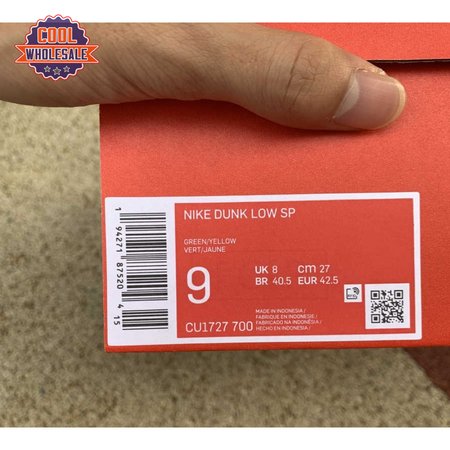 COOL
WHOLESALE
NIKE DUNK LOW SP
GREEN/YELLOW
VERT/JAUNE
9
UK 8 cm 27
BR 40.5 EUR 42.5
CU1727 700
MADE IN INDONESIA /
FABRIQUE EN INDONESIE. /
FABRICADO NA INDONÉSIA /
HECHO EN INDONESIA /
1 94271 87520 4 15